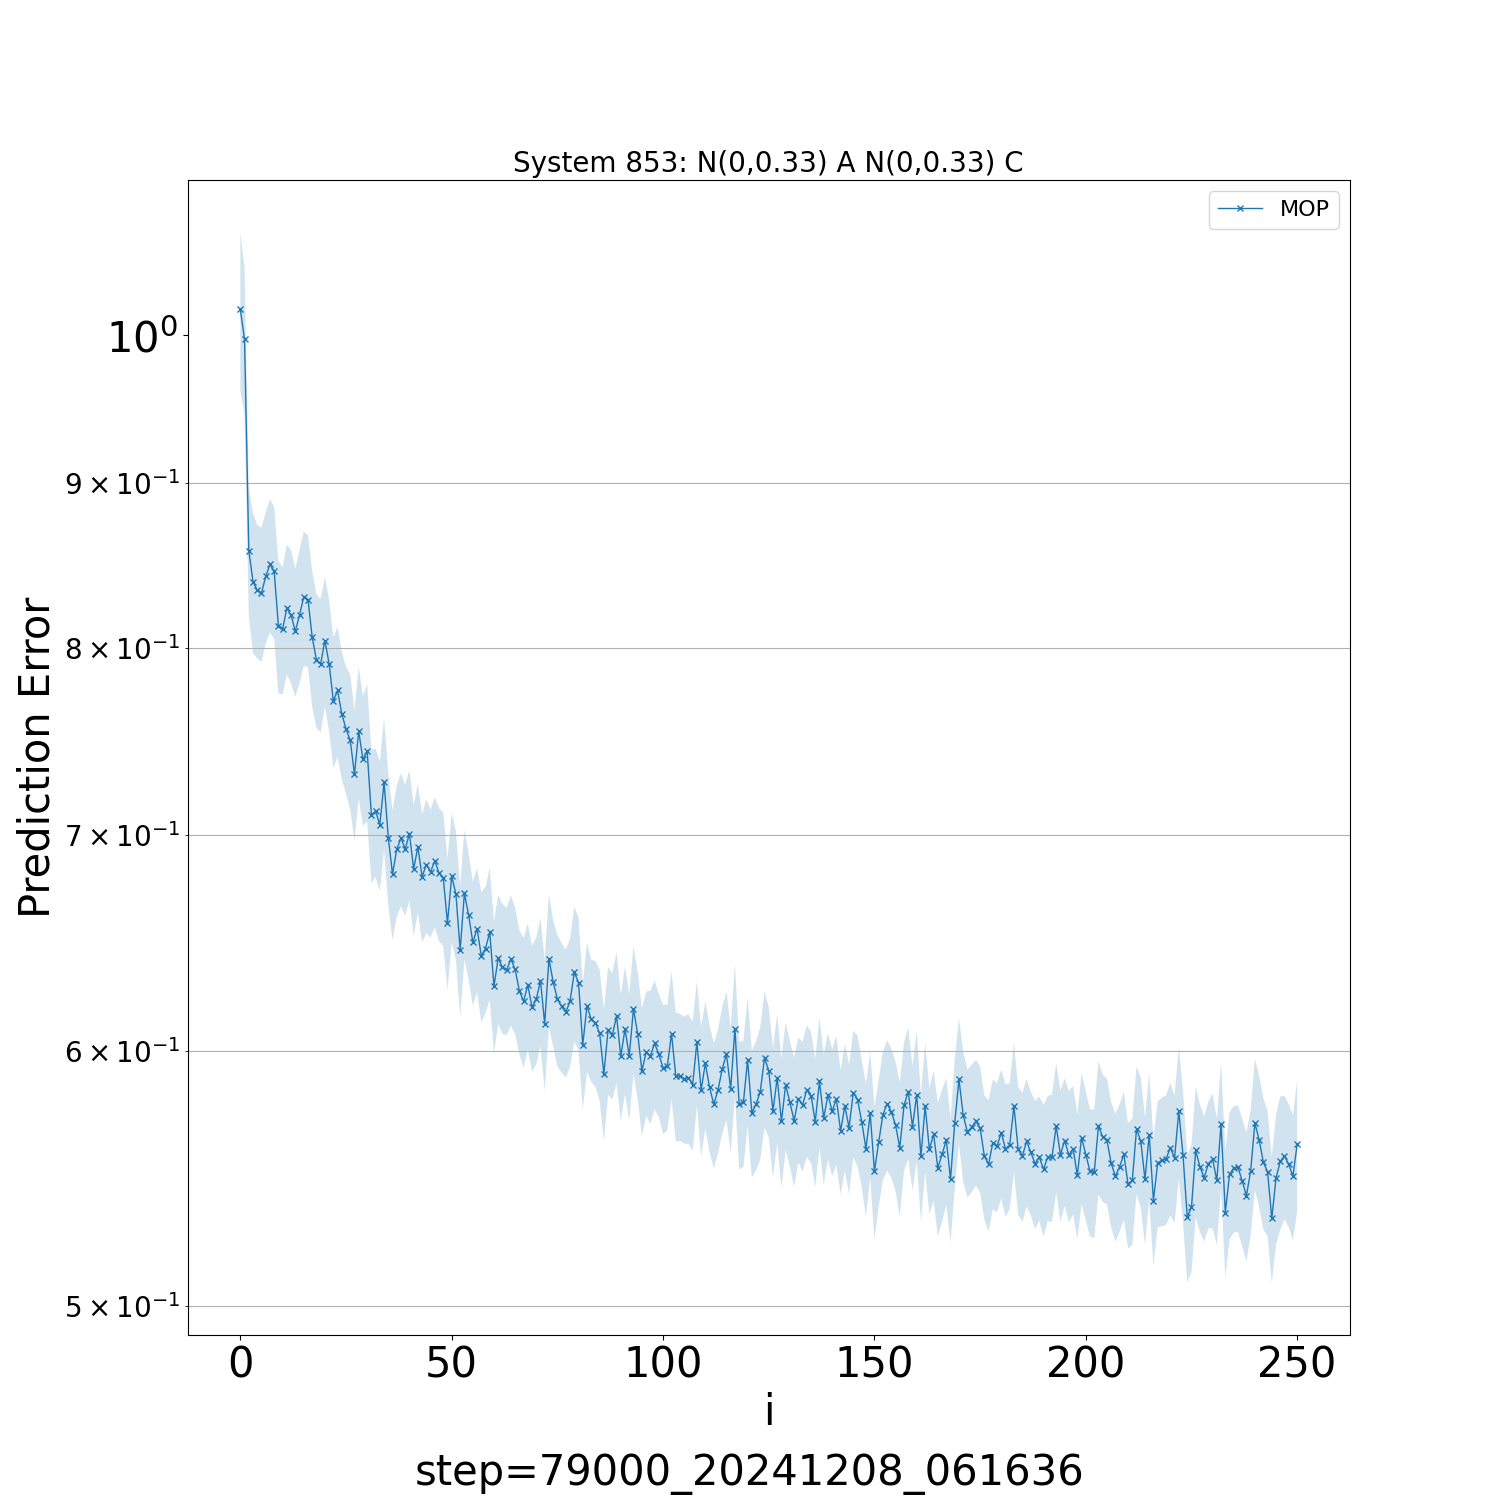 System 853: N(0,0.33) A N(0,0.33) C
MOP
10⁰
9 × 10⁻¹
8 × 10⁻¹
7 × 10⁻¹
6 × 10⁻¹
5 × 10⁻¹
Prediction Error
0 50 100 150 200 250
i
step=79000_20241208_061636